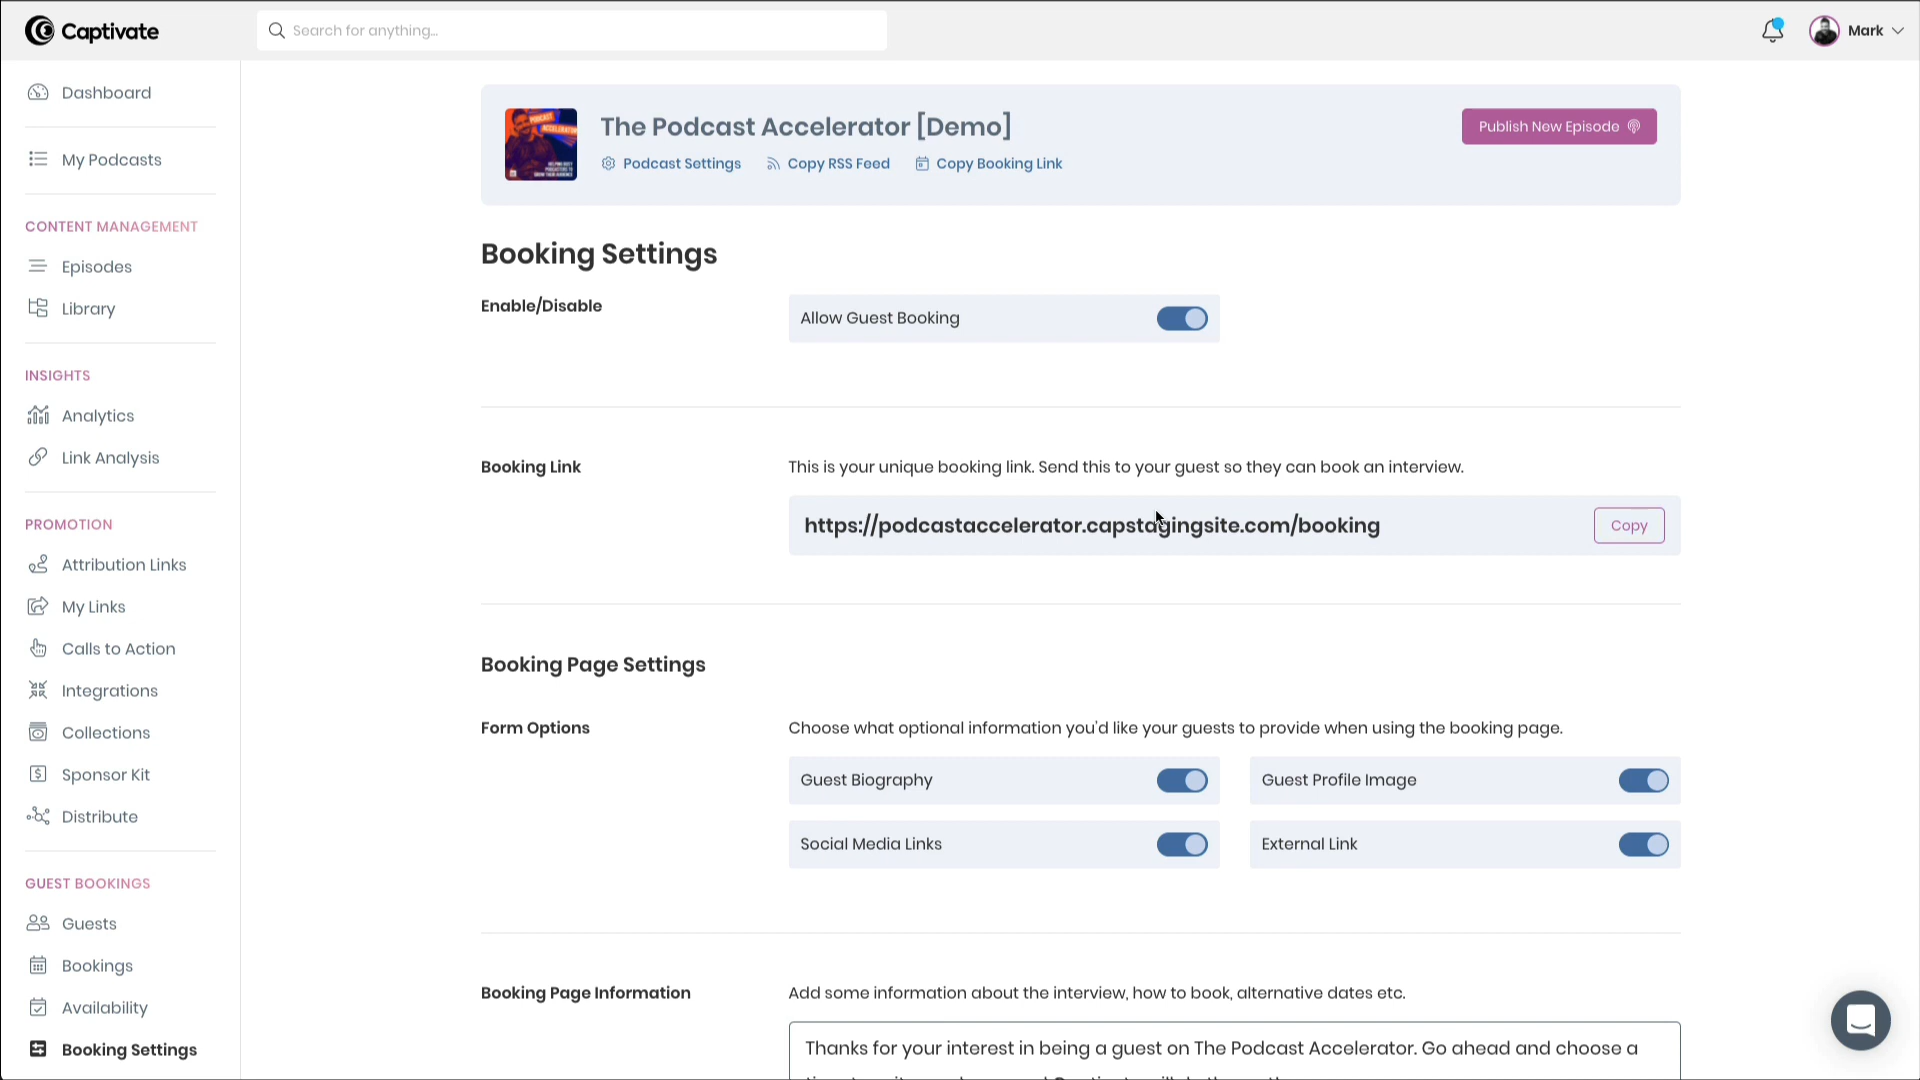 Captivate
Search for anything...
Mark
Dashboard
My Podcasts
CONTENT MANAGEMENT
Episodes
Library
INSIGHTS
Analytics
Link Analysis
PROMOTION
Attribution Links
My Links
Calls to Action
Integrations
Collections
Sponsor Kit
Distribute
GUEST BOOKINGS
Guests
Bookings
Availability
Booking Settings
PODCAST
ACCELERATOR
The Podcast Accelerator [Demo]
Podcast Settings
Copy RSS Feed
Copy Booking Link
Publish New Episode
Booking Settings
Enable/Disable
Allow Guest Booking
Booking Link
This is your unique booking link. Send this to your guest so they can book an interview.
https://podcastaccelerator.capstagingsite.com/booking
Copy
Booking Page Settings
Form Options
Choose what optional information you'd like your guests to provide when using the booking page.
Guest Biography
Guest Profile Image
Social Media Links
External Link
Booking Page Information
Add some information about the interview, how to book, alternative dates etc.
Thanks for your interest in being a guest on The Podcast Accelerator. Go ahead and choose a